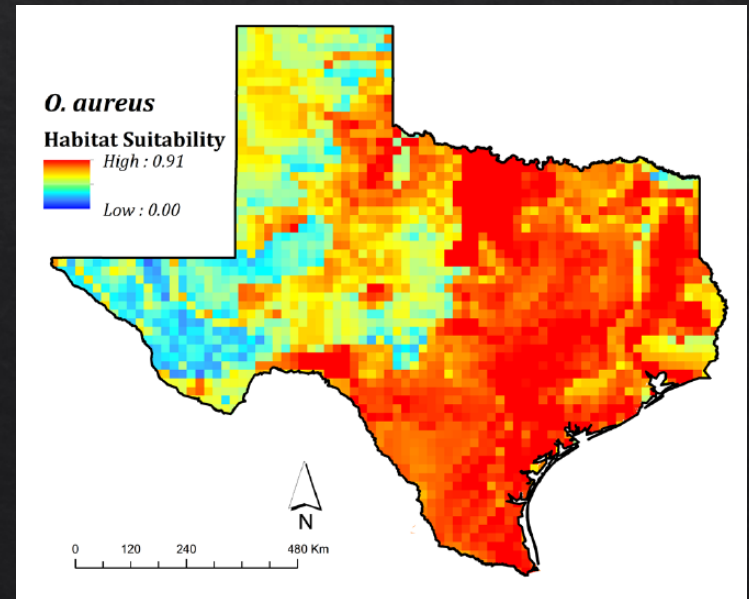 O. aureus
Habitat Suitability
High : 0.91
Low : 0.00
N
0 120 240 480 Km